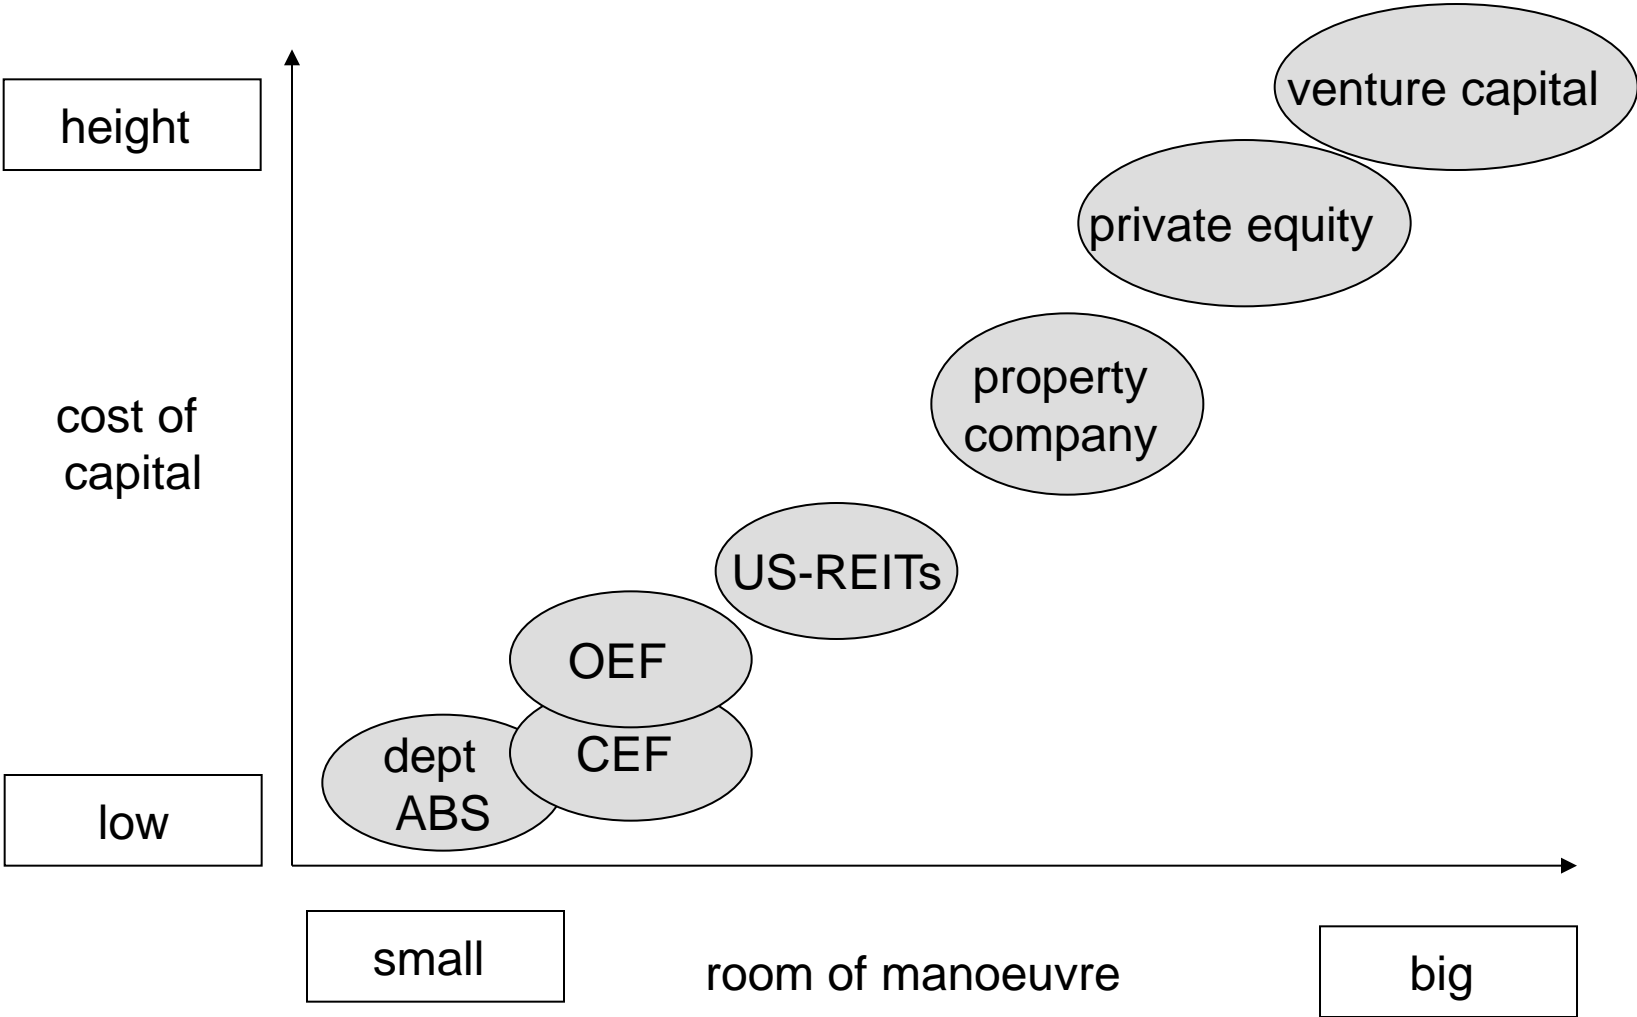 venture capital
height
private equity
property
company
cost of
capital
US-REITs
OEF
CEF
dept
ABS
low
small
room of manoeuvre
big